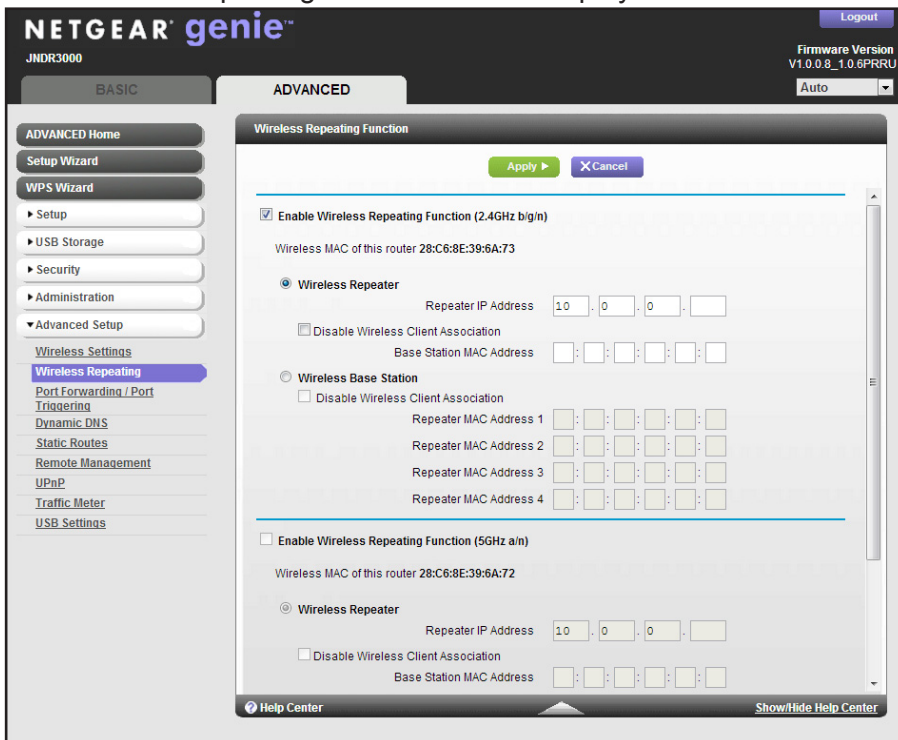 NETGEAR® genie™
Logout
JNDR3000
Firmware Version
V1.0.0.8_1.0.6PRRU
BASIC
ADVANCED
Auto
ADVANCED Home
Setup Wizard
WPS Wizard
Setup
USB Storage
Security
Administration
Advanced Setup
Wireless Settings
Wireless Repeating
Port Forwarding / Port
Triggering
Dynamic DNS
Static Routes
Remote Management
UPnP
Traffic Meter
USB Settings
Wireless Repeating Function
Apply
X Cancel
Enable Wireless Repeating Function (2.4GHz b/g/n)
Wireless MAC of this router 28:C6:8E:39:6A:73
Wireless Repeater
Repeater IP Address 10 . 0 . 0 .
Disable Wireless Client Association
Base Station MAC Address : : : : :
Wireless Base Station
Disable Wireless Client Association
Repeater MAC Address 1 : : : : :
Repeater MAC Address 2 : : : : :
Repeater MAC Address 3 : : : : :
Repeater MAC Address 4 : : : : :
Enable Wireless Repeating Function (5GHz a/n)
Wireless MAC of this router 28:C6:8E:39:6A:72
Wireless Repeater
Repeater IP Address 10 . 0 . 0 .
Disable Wireless Client Association
Base Station MAC Address : : : : :
? Help Center
Show/Hide Help Center